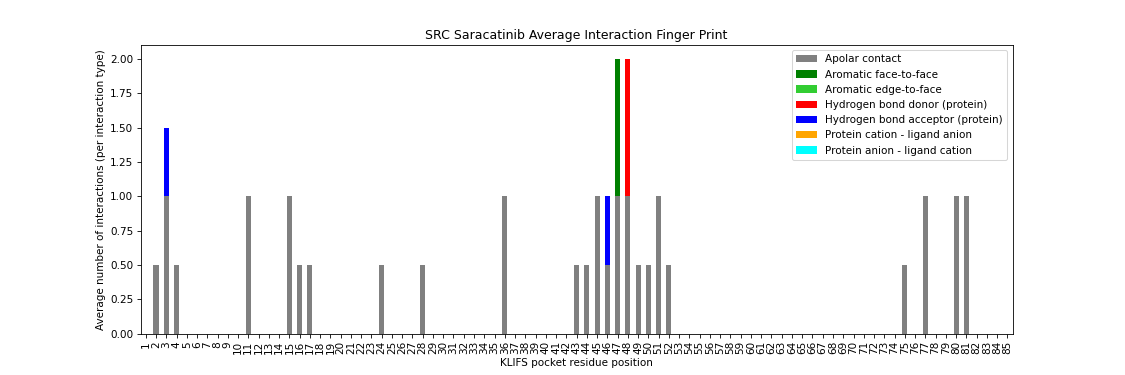 SRC Saracatinib Average Interaction Finger Print
Average number of interactions (per interaction type)
2.00
1.75
1.50
1.25
1.00
0.75
0.50
0.25
0.00
Apolar contact
Aromatic face-to-face
Aromatic edge-to-face
Hydrogen bond donor (protein)
Hydrogen bond acceptor (protein)
Protein cation - ligand anion
Protein anion - ligand cation
1 2 3 4 5 6 7 8 9 10 11 12 13 14 15 16 17 18 19 20 21 22 23 24 25 26 27 28 29 30 31 32 33 34 35 36 37 38 39 40 41 42 43 44 45 46 47 48 49 50 51 52 53 54 55 56 57 58 59 60 61 62 63 64 65 66 67 68 69 70 71 72 73 74 75 76 77 78 79 80 81 82 83 84 85
KLIFS pocket residue position